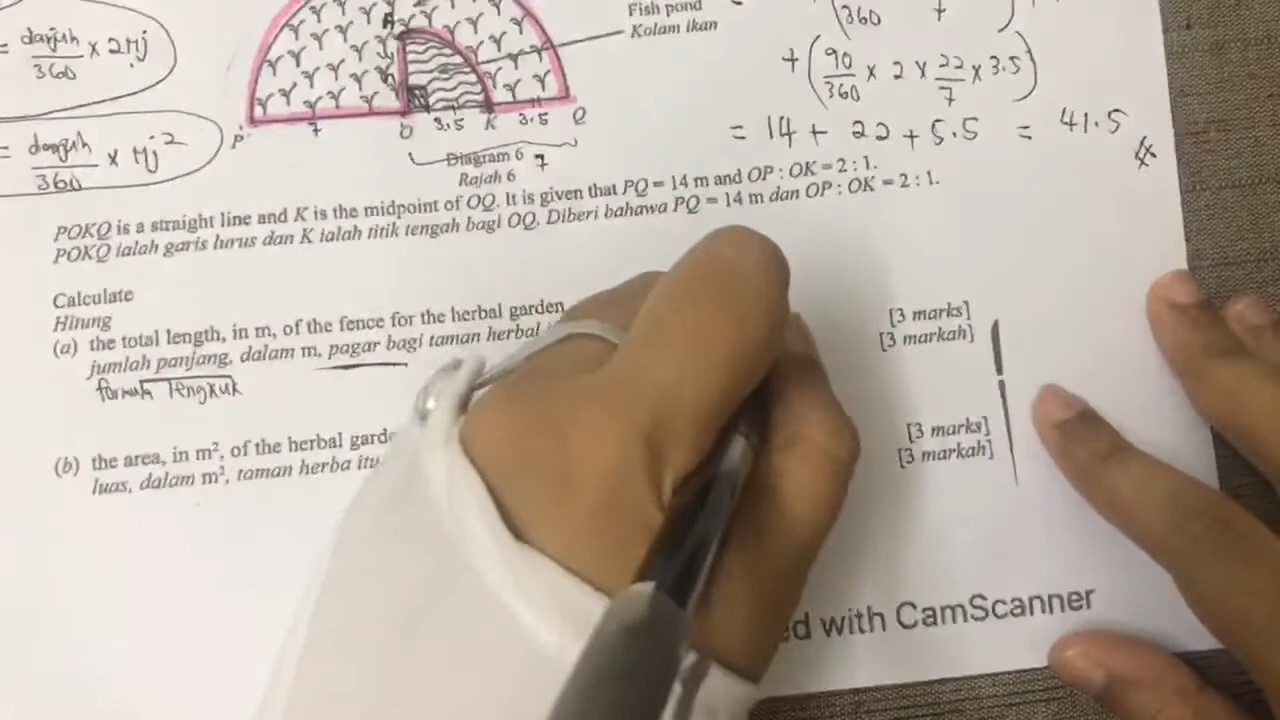 = darjah/360 × 2πj
= darjah/360 × πj²
Fish pond
Kolam ikan
P 7 O 3.5 K 3.5 Q
7
Diagram 6
Rajah 6
360
+ (90/360 × 2 × 22/7 × 3.5)
= 14 + 22 + 5.5 = 41.5
POKQ is a straight line and K is the midpoint of OQ. It is given that PQ = 14 m and OP : OK = 2 : 1.
POKQ ialah garis lurus dan K ialah titik tengah bagi OQ. Diberi bahawa PQ = 14 m dan OP : OK = 2 : 1.
Calculate
Hitung
(a) the total length, in m, of the fence for the herbal garden
jumlah panjang, dalam m, pagar bagi taman herbal
[3 marks]
[3 markah]
formula lengkuk
(b) the area, in m², of the herbal garde
luas, dalam m², taman herba itu.
[3 marks]
[3 markah]
ed with CamScanner